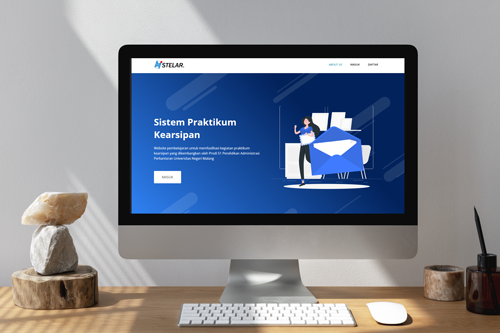 STELAR.
ABOUT US MASUK DAFTAR
Sistem Praktikum
Kearsipan
Website pembelajaran untuk memfasilitasi kegiatan praktikum
kearsipan yang dikembangkan oleh Prodi S1 Pendidikan Administrasi
Perkantoran Universitas Negeri Malang
MASUK